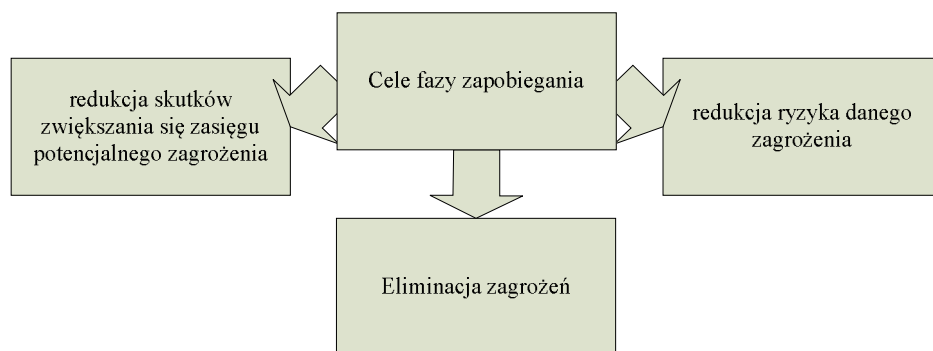 Cele fazy zapobiegania
redukcja skutków
zwiększania się zasięgu
potencjalnego zagrożenia
redukcja ryzyka danego
zagrożenia
Eliminacja zagrożeń